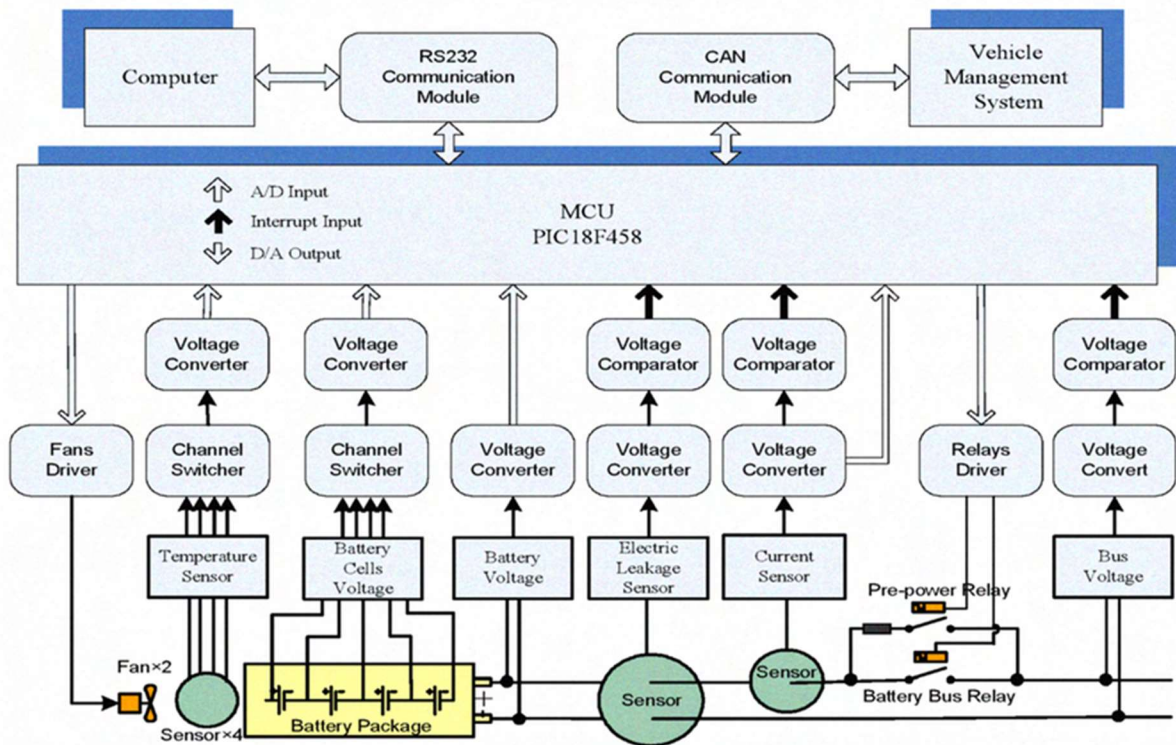 Computer
RS232
Communication
Module
CAN
Communication
Module
Vehicle
Management
System
A/D Input
Interrupt Input
D/A Output
MCU
PIC18F458
Voltage
Converter
Voltage
Converter
Voltage
Comparator
Voltage
Comparator
Voltage
Comparator
Fans
Driver
Channel
Switcher
Channel
Switcher
Voltage
Converter
Voltage
Converter
Voltage
Converter
Relays
Driver
Voltage
Convert
Temperature
Sensor
Battery
Cells
Voltage
Battery
Voltage
Electric
Leakage
Sensor
Current
Sensor
Bus
Voltage
Pre-power Relay
Fan×2
Sensor×4
Battery Package
+
-
Sensor
Sensor
Battery Bus Relay